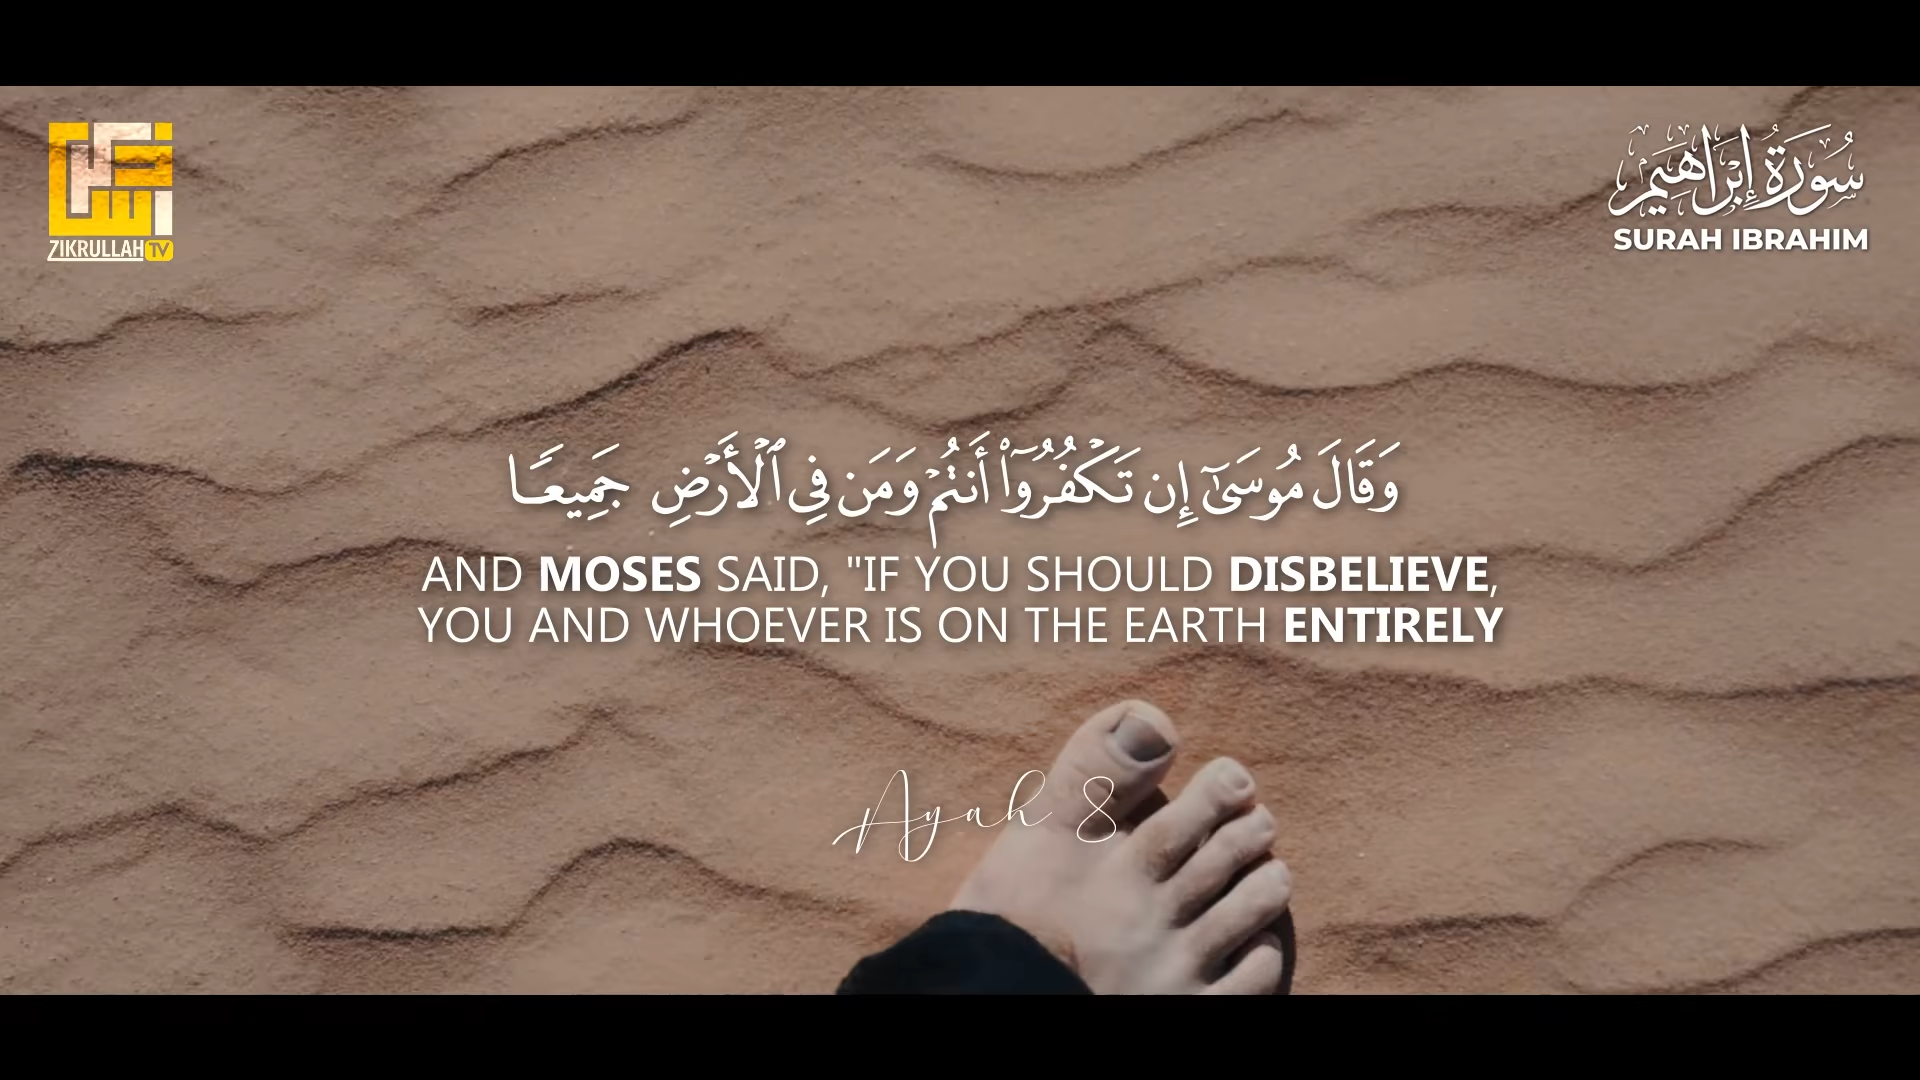 ZIKRULLAH TV
سُورَةُ إِبْرَاهِيم
SURAH IBRAHIM
وَقَالَ مُوسَىٰٓ إِن تَكْفُرُوٓا۟ أَنتُمْ وَمَن فِى ٱلْأَرْضِ جَمِيعًا
AND MOSES SAID, "IF YOU SHOULD DISBELIEVE,
YOU AND WHOEVER IS ON THE EARTH ENTIRELY
Ayah 8